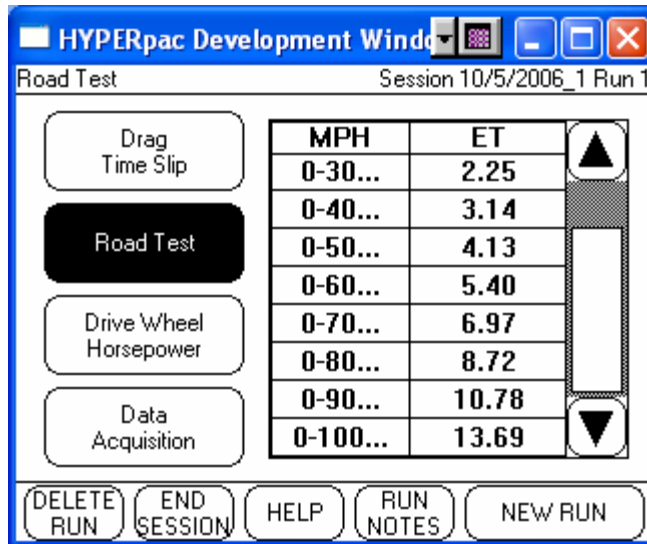 HYPERpac Development Windo
Road Test Session 10/5/2006_1 Run 1
Drag
Time Slip
Road Test
Drive Wheel
Horsepower
Data
Acquisition
MPH ET
0-30... 2.25
0-40... 3.14
0-50... 4.13
0-60... 5.40
0-70... 6.97
0-80... 8.72
0-90... 10.78
0-100... 13.69
DELETE
RUN
END
SESSION
HELP
RUN
NOTES
NEW RUN